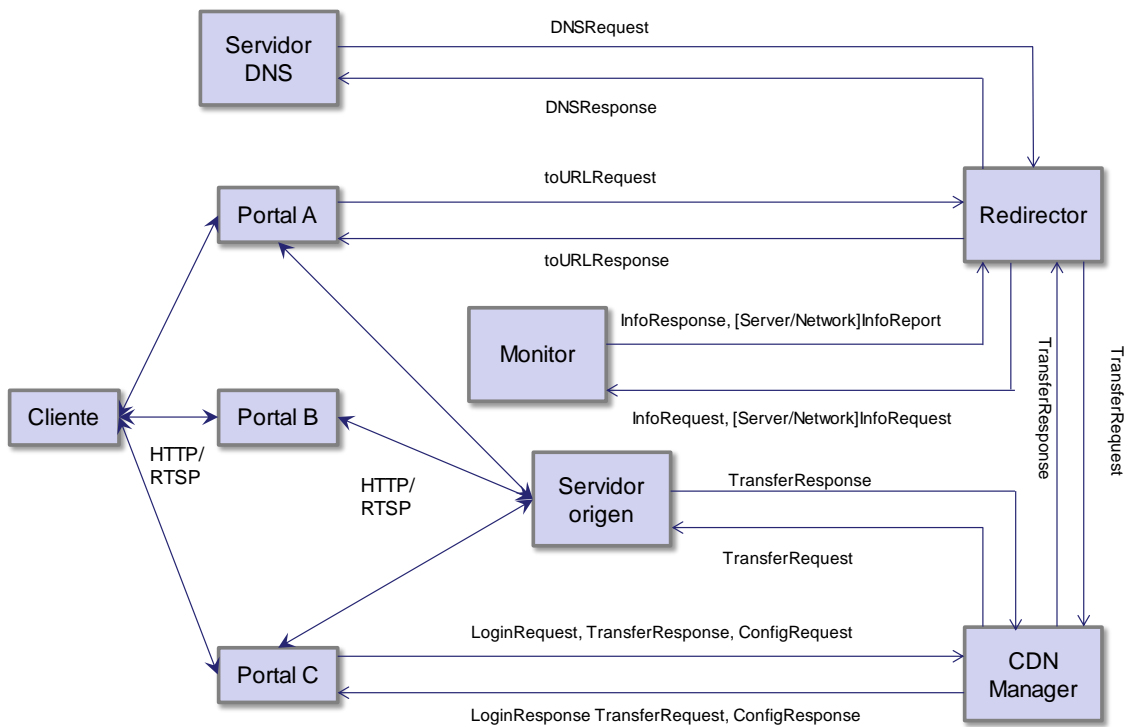 DNSRequest
Servidor
DNS
DNSResponse
toURLRequest
Portal A
Redirector
toURLResponse
InfoResponse, [Server/Network]InfoReport
Monitor
InfoRequest, [Server/Network]InfoRequest
TransferResponse
TransferRequest
Cliente
Portal B
HTTP/
RTSP
HTTP/
RTSP
Servidor
origen
TransferResponse
TransferRequest
LoginRequest, TransferResponse, ConfigRequest
Portal C
CDN
Manager
LoginResponse TransferRequest, ConfigResponse